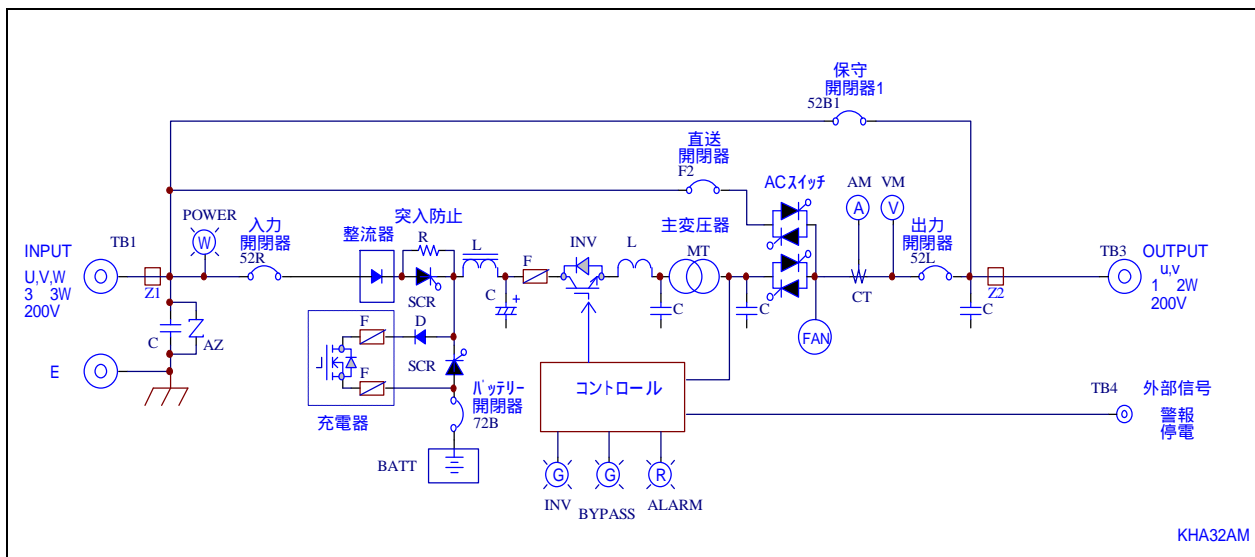 保守
開閉器1
52B1
直送
開閉器
F2
ACスイッチ
AM
VM
A
V
POWER
W
入力
開閉器
52R
突入防止
R
整流器
L
INV
L
主変圧器
MT
出力
開閉器
52L
TB1
INPUT
U,V,W
3 3W
200V
Z1
SCR
C
+
F
C
C
CT
C
Z2
TB3
OUTPUT
u,v
1 2W
200V
C
AZ
F
D
SCR
F
FAN
E
充電器
バッテリー
開閉器
72B
BATT
コントロール
TB4
外部信号
警報
停電
G
G
R
INV
BYPASS
ALARM
KHA32AM